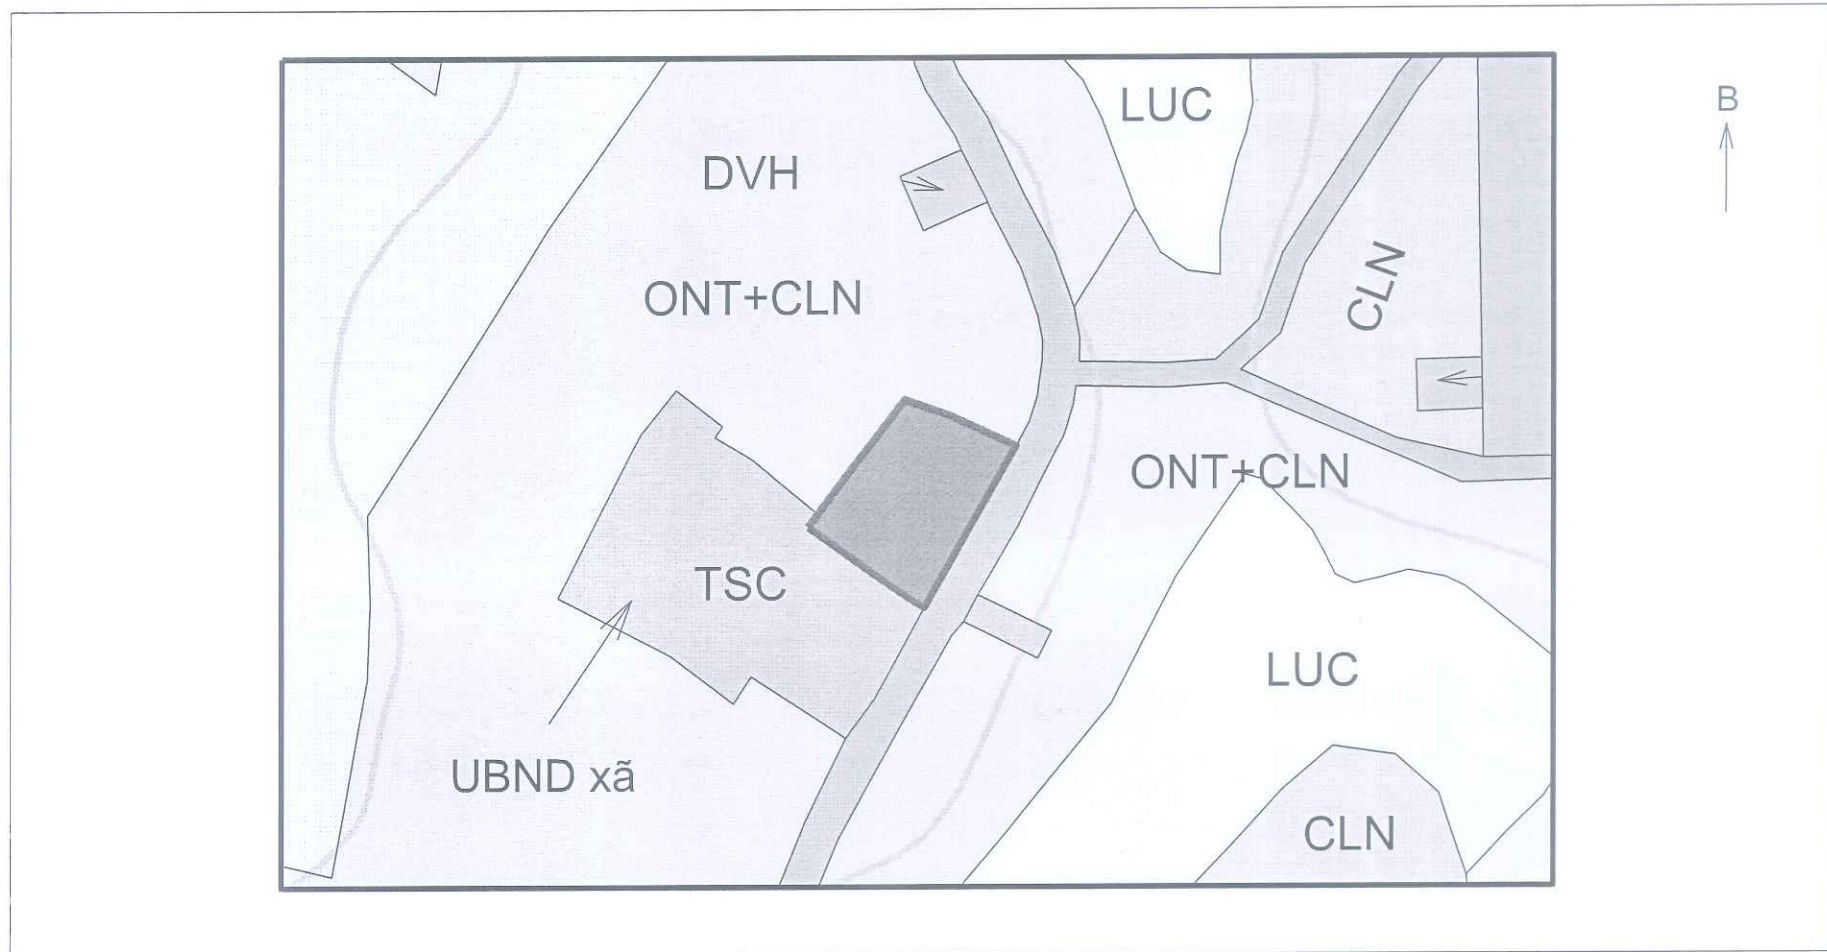 LUC
B
DVH
CLN
ONT+CLN
ONT+CLN
TSC
LUC
UBND xã
CLN